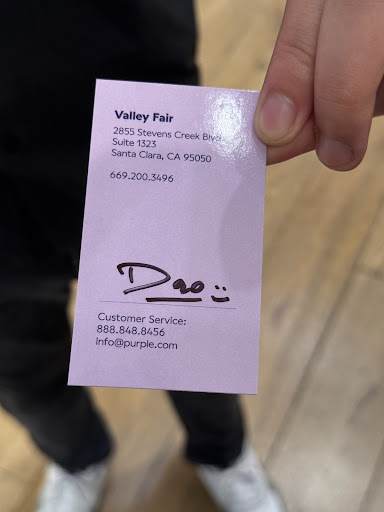 Valley Fair
2855 Stevens Creek Blvd
Suite 1323
Santa Clara, CA 95050
669.200.3496
Dao :)
Customer Service:
888.848.8456
info@purple.com